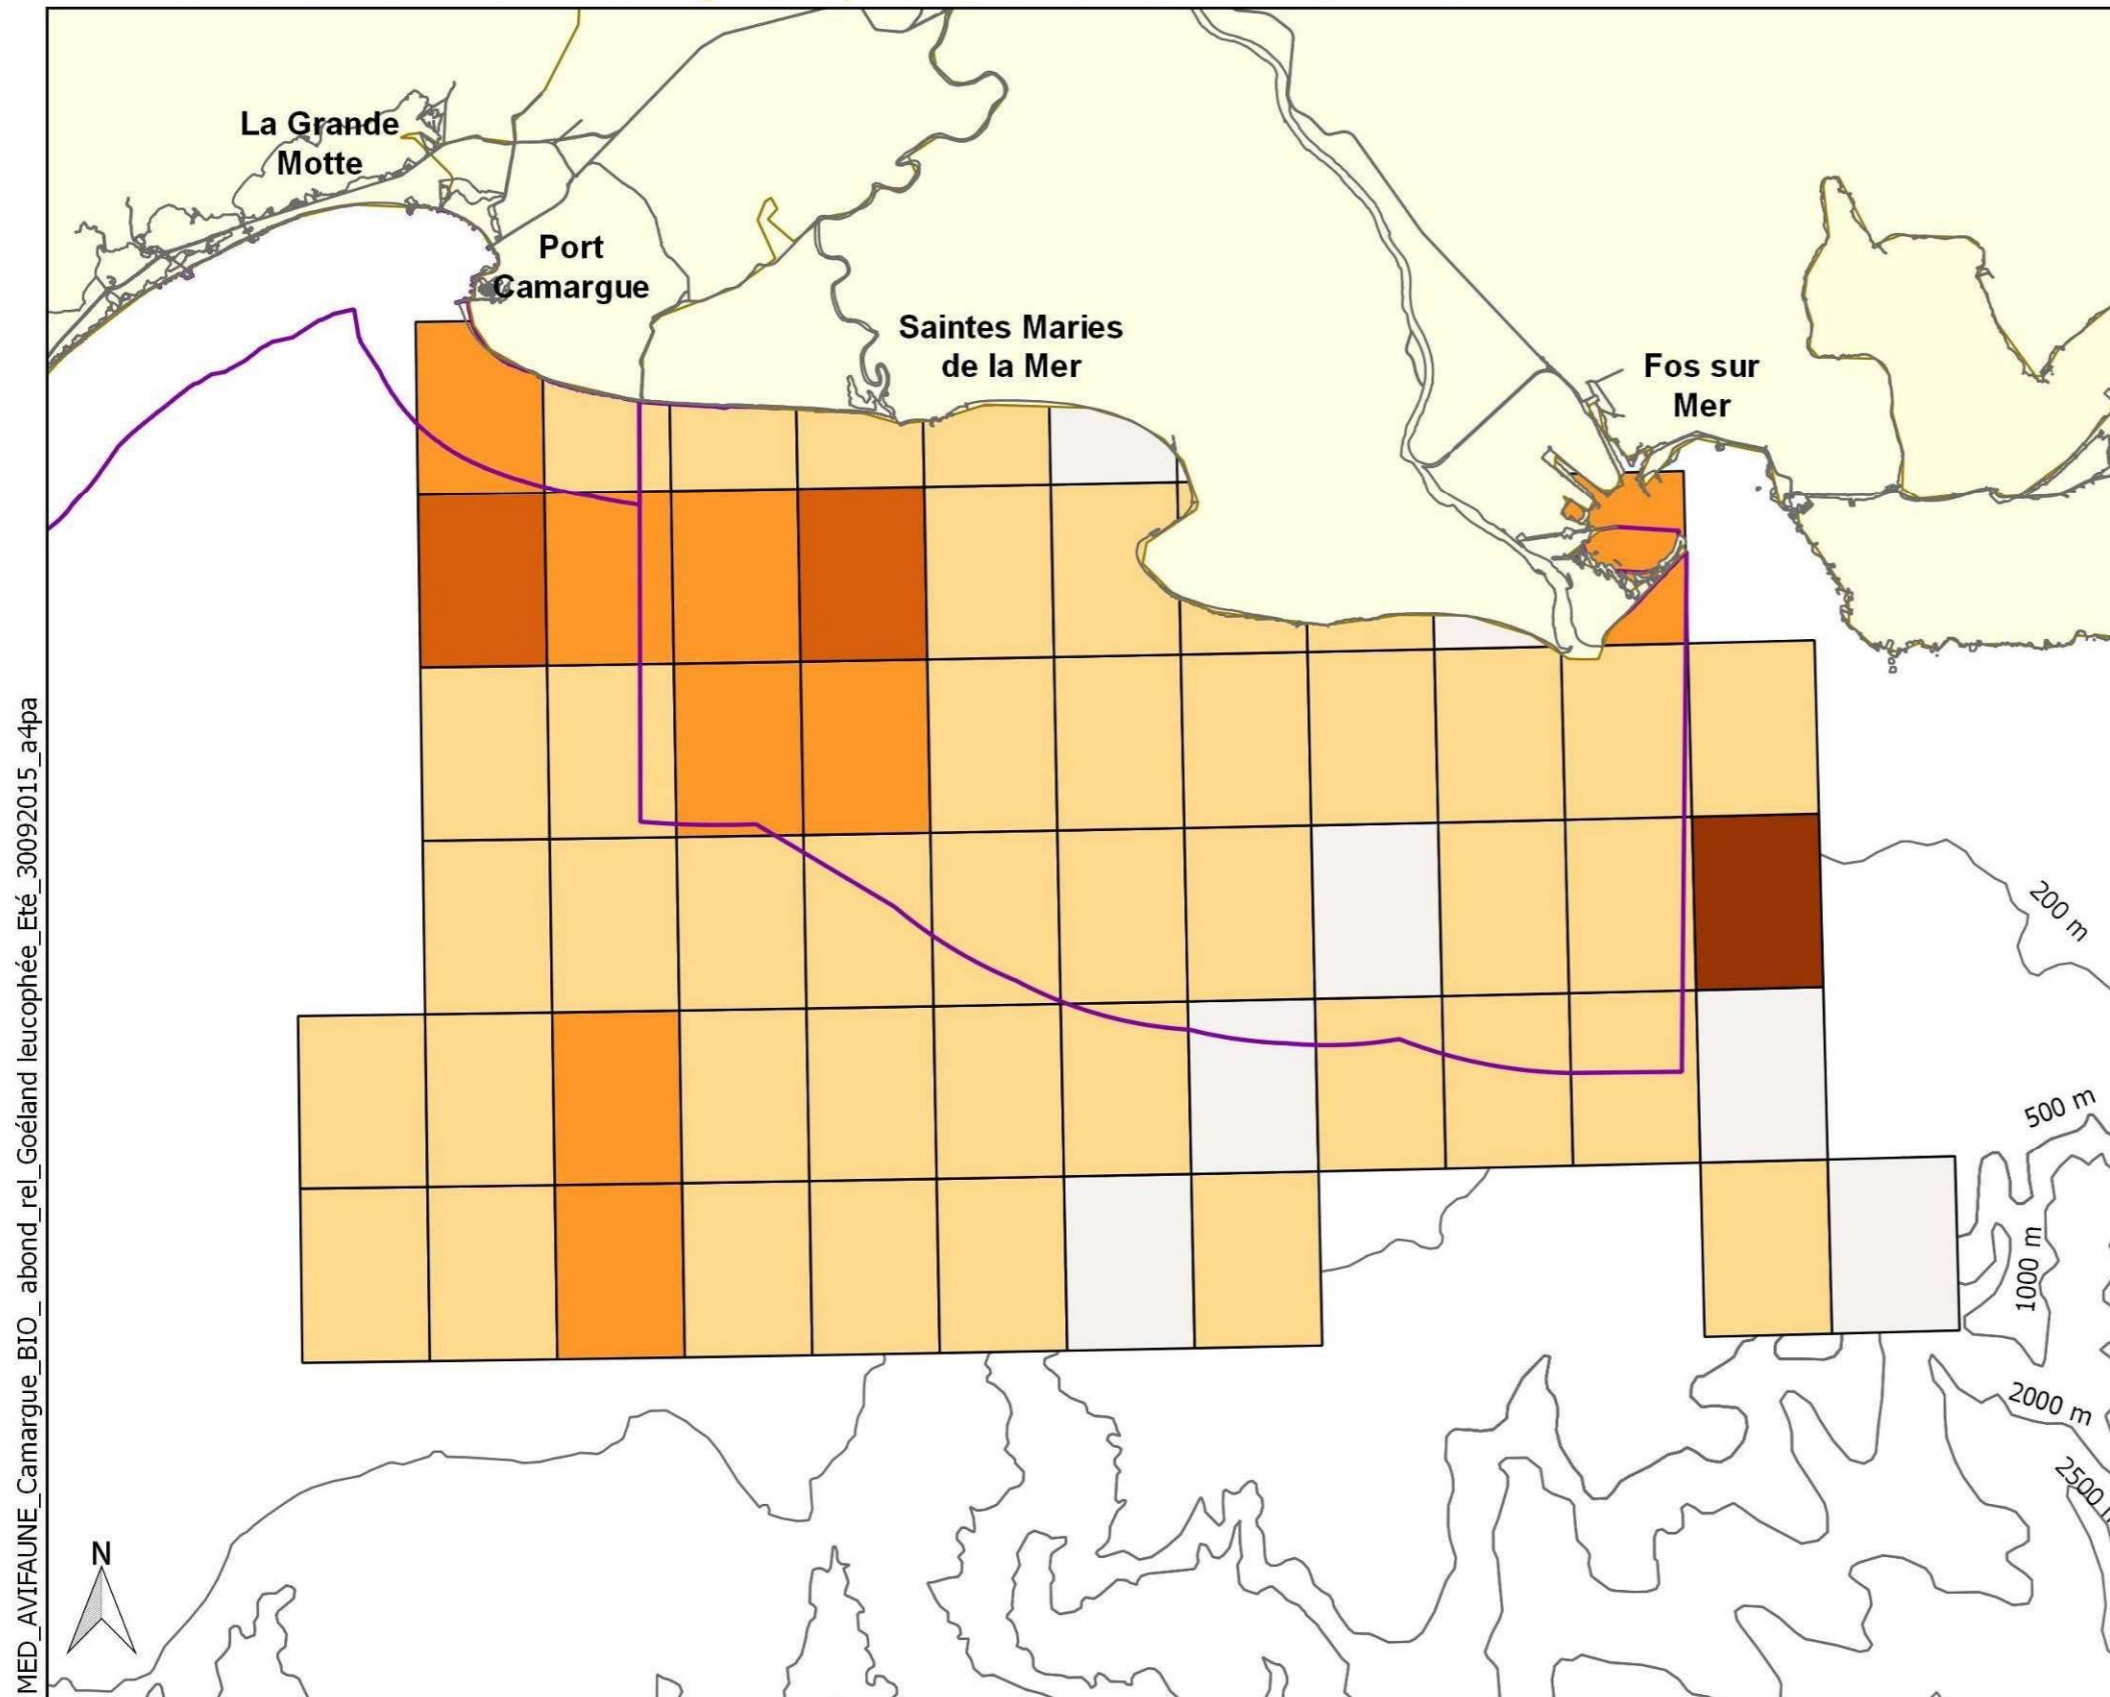 La Grande
Motte
Port
Camargue
Saintes Maries
de la Mer
Fos sur
Mer
200 m
500 m
1000 m
2000 m
2500 m
N
MED_AVIFAUNE_Camargue_BIO_ abond_rel_Goéland leucophée_Eté_30092015_a4pa